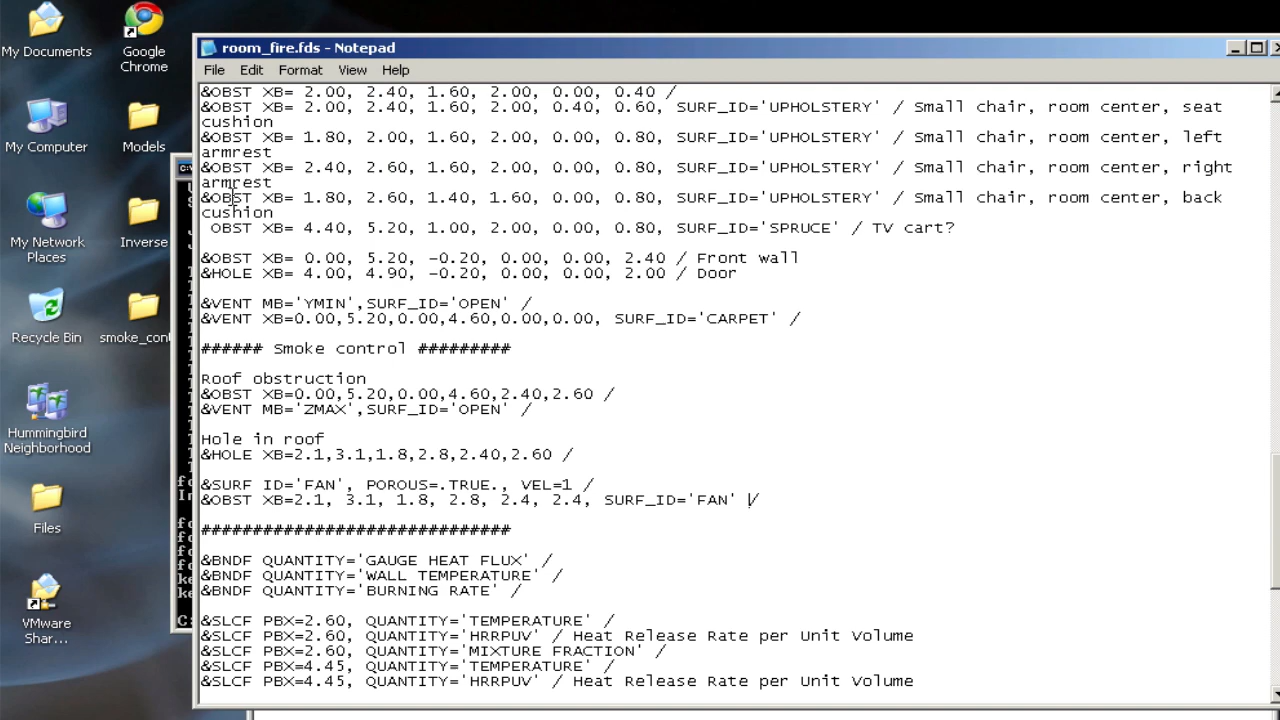 My Documents
Google Chrome
My Computer
Models
My Network Places
Inverse
Recycle Bin
smoke_cont
Hummingbird Neighborhood
Files
VMware Shar...
room_fire.fds - Notepad
File Edit Format View Help
&OBST XB= 2.00, 2.40, 1.60, 2.00, 0.00, 0.40 /
&OBST XB= 2.00, 2.40, 1.60, 2.00, 0.40, 0.60, SURF_ID='UPHOLSTERY' / Small chair, room center, seat
cushion
&OBST XB= 1.80, 2.00, 1.60, 2.00, 0.00, 0.80, SURF_ID='UPHOLSTERY' / Small chair, room center, left
armrest
&OBST XB= 2.40, 2.60, 1.60, 2.00, 0.00, 0.80, SURF_ID='UPHOLSTERY' / Small chair, room center, right
armrest
&OBST XB= 1.80, 2.60, 1.40, 1.60, 0.00, 0.80, SURF_ID='UPHOLSTERY' / Small chair, room center, back
cushion
OBST XB= 4.40, 5.20, 1.00, 2.00, 0.00, 0.80, SURF_ID='SPRUCE' / TV cart?
&OBST XB= 0.00, 5.20, -0.20, 0.00, 0.00, 2.40 / Front wall
&HOLE XB= 4.00, 4.90, -0.20, 0.00, 0.00, 2.00 / Door
&VENT MB='YMIN',SURF_ID='OPEN' /
&VENT XB=0.00,5.20,0.00,4.60,0.00,0.00, SURF_ID='CARPET' /
###### Smoke control #########
Roof obstruction
&OBST XB=0.00,5.20,0.00,4.60,2.40,2.60 /
&VENT MB='ZMAX',SURF_ID='OPEN' /
Hole in roof
&HOLE XB=2.1,3.1,1.8,2.8,2.40,2.60 /
&SURF ID='FAN', POROUS=.TRUE., VEL=1 /
&OBST XB=2.1, 3.1, 1.8, 2.8, 2.4, 2.4, SURF_ID='FAN' /
##############################
&BNDF QUANTITY='GAUGE HEAT FLUX' /
&BNDF QUANTITY='WALL TEMPERATURE' /
&BNDF QUANTITY='BURNING RATE' /
&SLCF PBX=2.60, QUANTITY='TEMPERATURE' /
&SLCF PBX=2.60, QUANTITY='HRRPUV' / Heat Release Rate per Unit Volume
&SLCF PBX=2.60, QUANTITY='MIXTURE FRACTION' /
&SLCF PBX=4.45, QUANTITY='TEMPERATURE' /
&SLCF PBX=4.45, QUANTITY='HRRPUV' / Heat Release Rate per Unit Volume